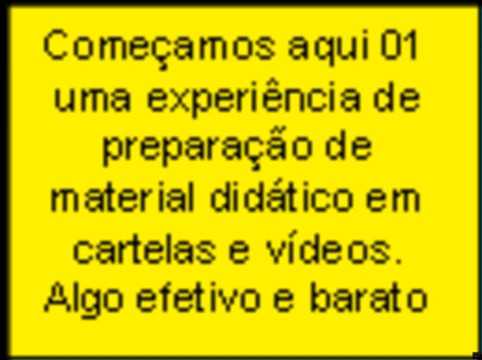 Começamos aqui 01
uma experiência de
preparação de
material didático em
cartelas e vídeos.
Algo efetivo e barato